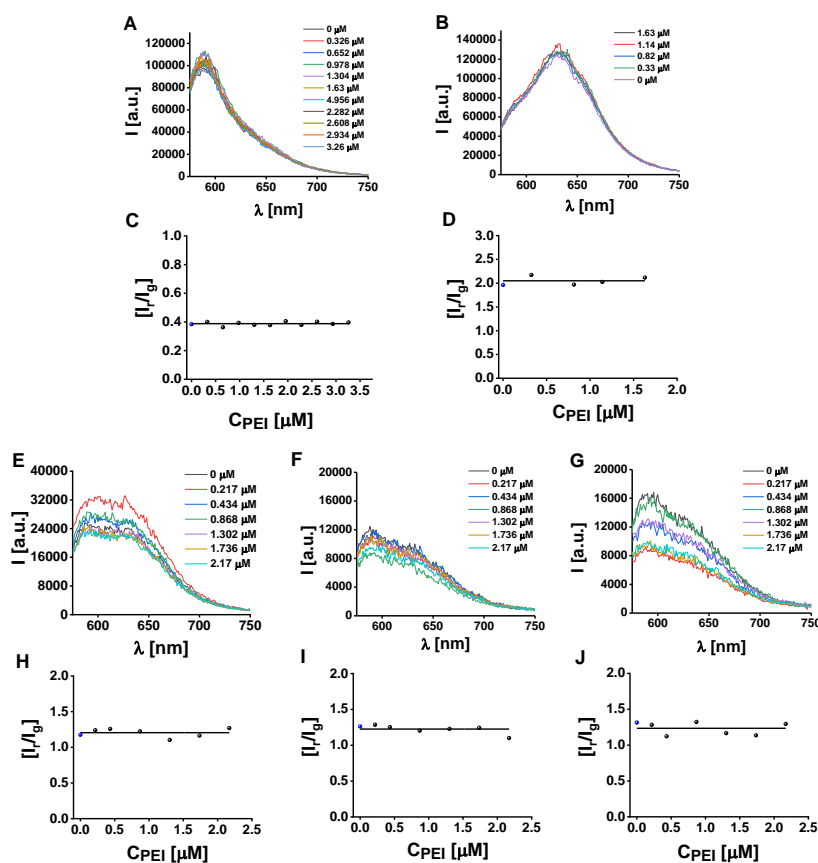 A
0 μM
0.326 μM
0.652 μM
0.978 μM
1.304 μM
1.63 μM
4.956 μM
2.282 μM
2.608 μM
2.934 μM
3.26 μM
120000
100000
80000
60000
40000
20000
0
I [a.u.]
600 650 700 750
λ [nm]
B
1.63 μM
1.14 μM
0.82 μM
0.33 μM
0 μM
140000
120000
100000
80000
60000
40000
20000
0
I [a.u.]
600 650 700 750
λ [nm]
C
1.0
0.8
0.6
0.4
0.2
0.0
[Ir/Ig]
0.0 0.5 1.0 1.5 2.0 2.5 3.0 3.5
CPEI [μM]
D
3.0
2.5
2.0
1.5
1.0
0.5
0.0
[Ir/Ig]
0.0 0.5 1.0 1.5 2.0
CPEI [μM]
E
0 μM
0.217 μM
0.434 μM
0.868 μM
1.302 μM
1.736 μM
2.17 μM
40000
32000
24000
16000
8000
0
I [a.u.]
600 650 700 750
λ [nm]
F
0 μM
0.217 μM
0.434 μM
0.868 μM
1.302 μM
1.736 μM
2.17 μM
20000
16000
12000
8000
4000
0
I [a.u.]
600 650 700 750
λ [nm]
G
0 μM
0.217 μM
0.434 μM
0.868 μM
1.302 μM
1.736 μM
2.17 μM
20000
16000
12000
8000
4000
0
I [a.u.]
600 650 700 750
λ [nm]
H
2.0
1.5
1.0
0.5
0.0
[Ir/Ig]
0.0 0.5 1.0 1.5 2.0 2.5
CPEI [μM]
I
2.0
1.5
1.0
0.5
0.0
[Ir/Ig]
0.0 0.5 1.0 1.5 2.0 2.5
CPEI [μM]
J
2.0
1.5
1.0
0.5
0.0
[Ir/Ig]
0.0 0.5 1.0 1.5 2.0 2.5
CPEI [μM]